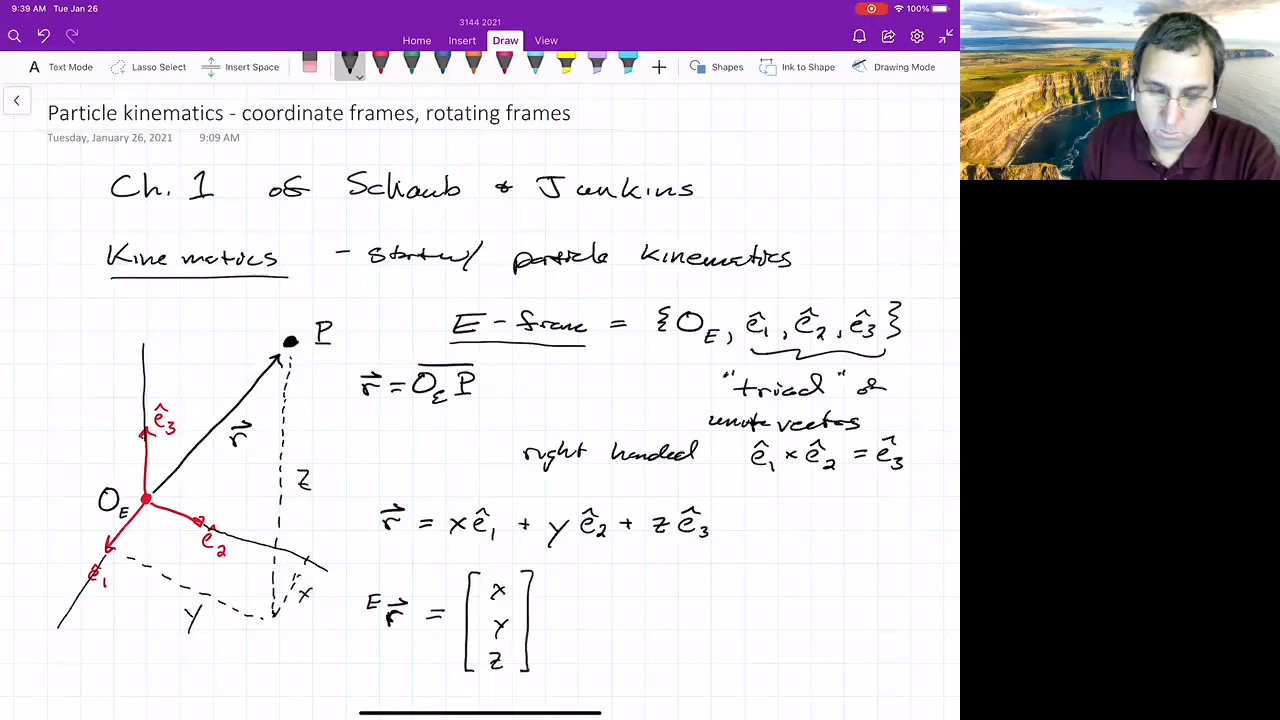 9:39 AM Tue Jan 26
100%
3144 2021
Home Insert Draw View
Text Mode Lasso Select Insert Space Shapes Ink to Shape Drawing Mode
Particle kinematics - coordinate frames, rotating frames
Tuesday, January 26, 2021 9:09 AM
Ch. 1 of Schaub & Junkins
Kinematics - start w/ particle kinematics
E-frame = {O_E, ê₁, ê₂, ê₃}
P
r⃗ = O_E P
"triad" of
r⃗
right handed ê₁ × ê₂ = ê₃
ê₃
z
O_E
r⃗ = x ê₁ + y ê₂ + z ê₃
ê₂
ê₁
x
y
ᴱr⃗ = [x
y
z]